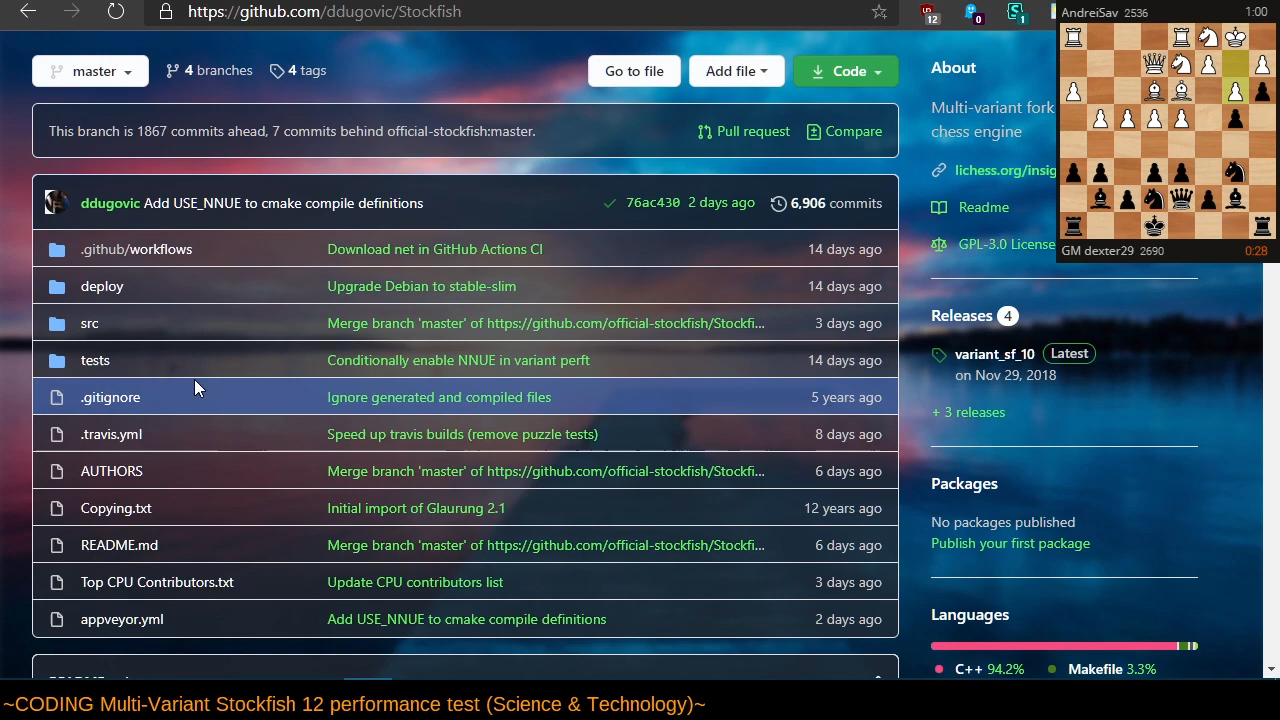 https://github.com/ddugovic/Stockfish
12
0
1
AndreiSav 2536 1:00
master
4 branches
4 tags
Go to file
Add file
Code
This branch is 1867 commits ahead, 7 commits behind official-stockfish:master.
Pull request
Compare
ddugovic Add USE_NNUE to cmake compile definitions
76ac430 2 days ago
6,906 commits
.github/workflows Download net in GitHub Actions CI 14 days ago
deploy Upgrade Debian to stable-slim 14 days ago
src Merge branch 'master' of https://github.com/official-stockfish/Stockfi... 3 days ago
tests Conditionally enable NNUE in variant perft 14 days ago
.gitignore Ignore generated and compiled files 5 years ago
.travis.yml Speed up travis builds (remove puzzle tests) 8 days ago
AUTHORS Merge branch 'master' of https://github.com/official-stockfish/Stockfi... 6 days ago
Copying.txt Initial import of Glaurung 2.1 12 years ago
README.md Merge branch 'master' of https://github.com/official-stockfish/Stockfi... 6 days ago
Top CPU Contributors.txt Update CPU contributors list 3 days ago
appveyor.yml Add USE_NNUE to cmake compile definitions 2 days ago
About
Multi-variant fork
chess engine
lichess.org/insig
Readme
GPL-3.0 License
GM dexter29 2690 0:28
Releases 4
variant_sf_10 Latest
on Nov 29, 2018
+ 3 releases
Packages
No packages published
Publish your first package
Languages
C++ 94.2%
Makefile 3.3%
~CODING Multi-Variant Stockfish 12 performance test (Science & Technology)~